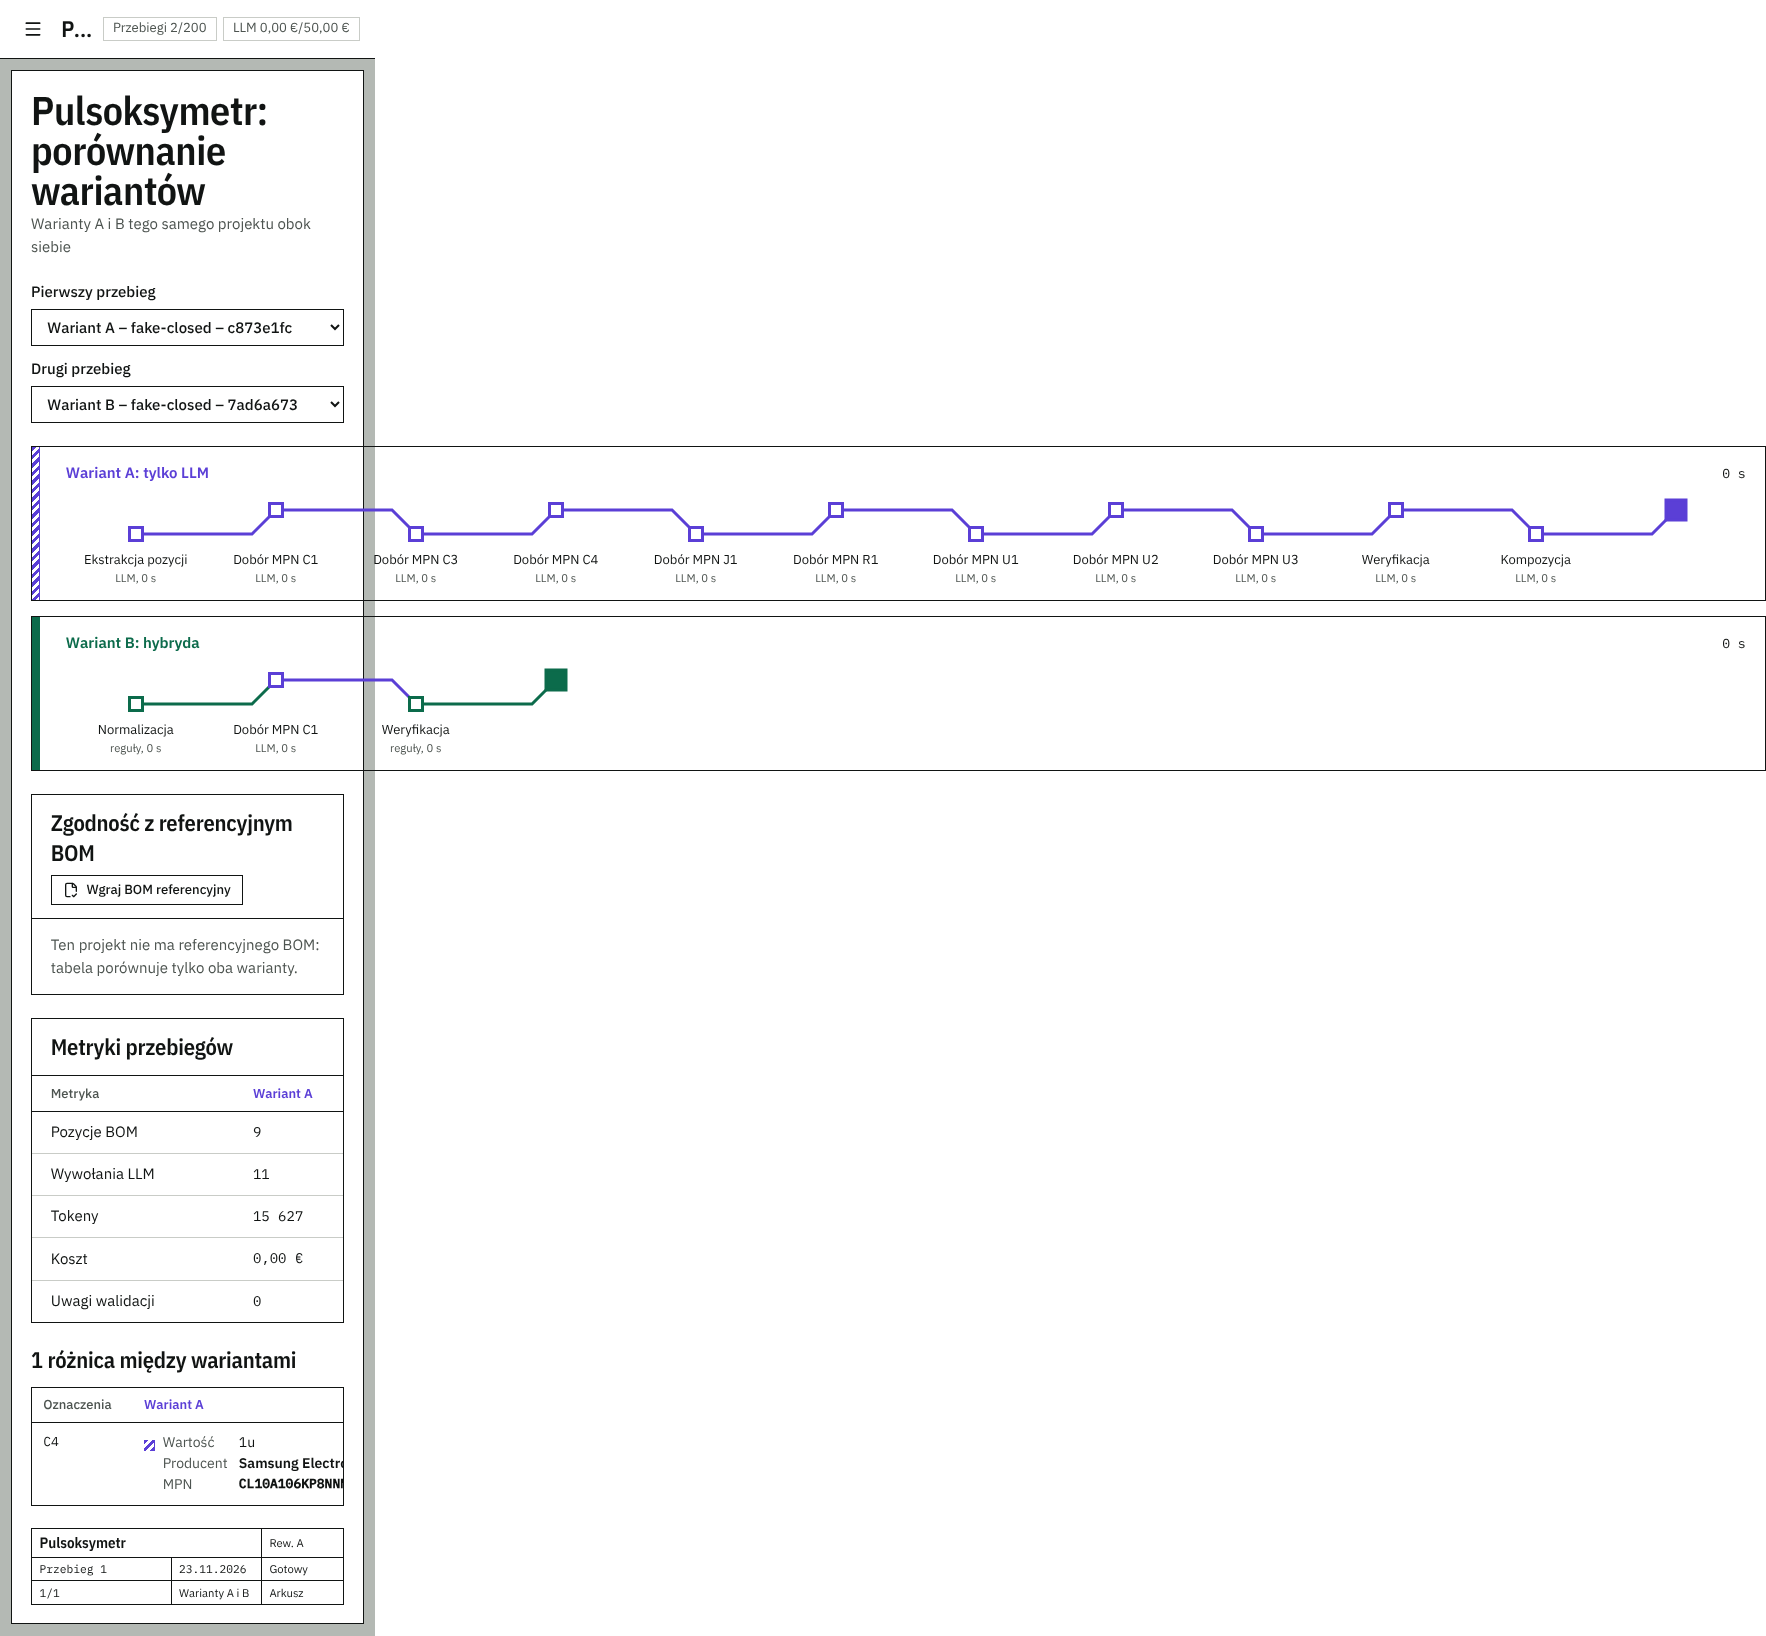 P...
Przebiegi 2/200
LLM 0,00 €/50,00 €
Pulsoksymetr:
porównanie
wariantów
Warianty A i B tego samego projektu obok
siebie
Pierwszy przebieg
Wariant A – fake-closed – c873e1fc
Drugi przebieg
Wariant B – fake-closed – 7ad6a673
Wariant A: tylko LLM
0 s
Ekstrakcja pozycji Dobór MPN C1 Dobór MPN C3 Dobór MPN C4 Dobór MPN J1 Dobór MPN R1 Dobór MPN U1 Dobór MPN U2 Dobór MPN U3 Weryfikacja Kompozycja
LLM, 0 s LLM, 0 s LLM, 0 s LLM, 0 s LLM, 0 s LLM, 0 s LLM, 0 s LLM, 0 s LLM, 0 s LLM, 0 s LLM, 0 s
Wariant B: hybryda
0 s
Normalizacja Dobór MPN C1 Weryfikacja
reguły, 0 s LLM, 0 s reguły, 0 s
Zgodność z referencyjnym
BOM
Wgraj BOM referencyjny
Ten projekt nie ma referencyjnego BOM:
tabela porównuje tylko oba warianty.
Metryki przebiegów
Metryka Wariant A
Pozycje BOM 9
Wywołania LLM 11
Tokeny 15 627
Koszt 0,00 €
Uwagi walidacji 0
1 różnica między wariantami
Oznaczenia Wariant A
C4 Wartość 1u
Producent Samsung Electr
MPN CL10A106KP8NN
Pulsoksymetr Rew. A
Przebieg 1 23.11.2026 Gotowy
1/1 Warianty A i B Arkusz